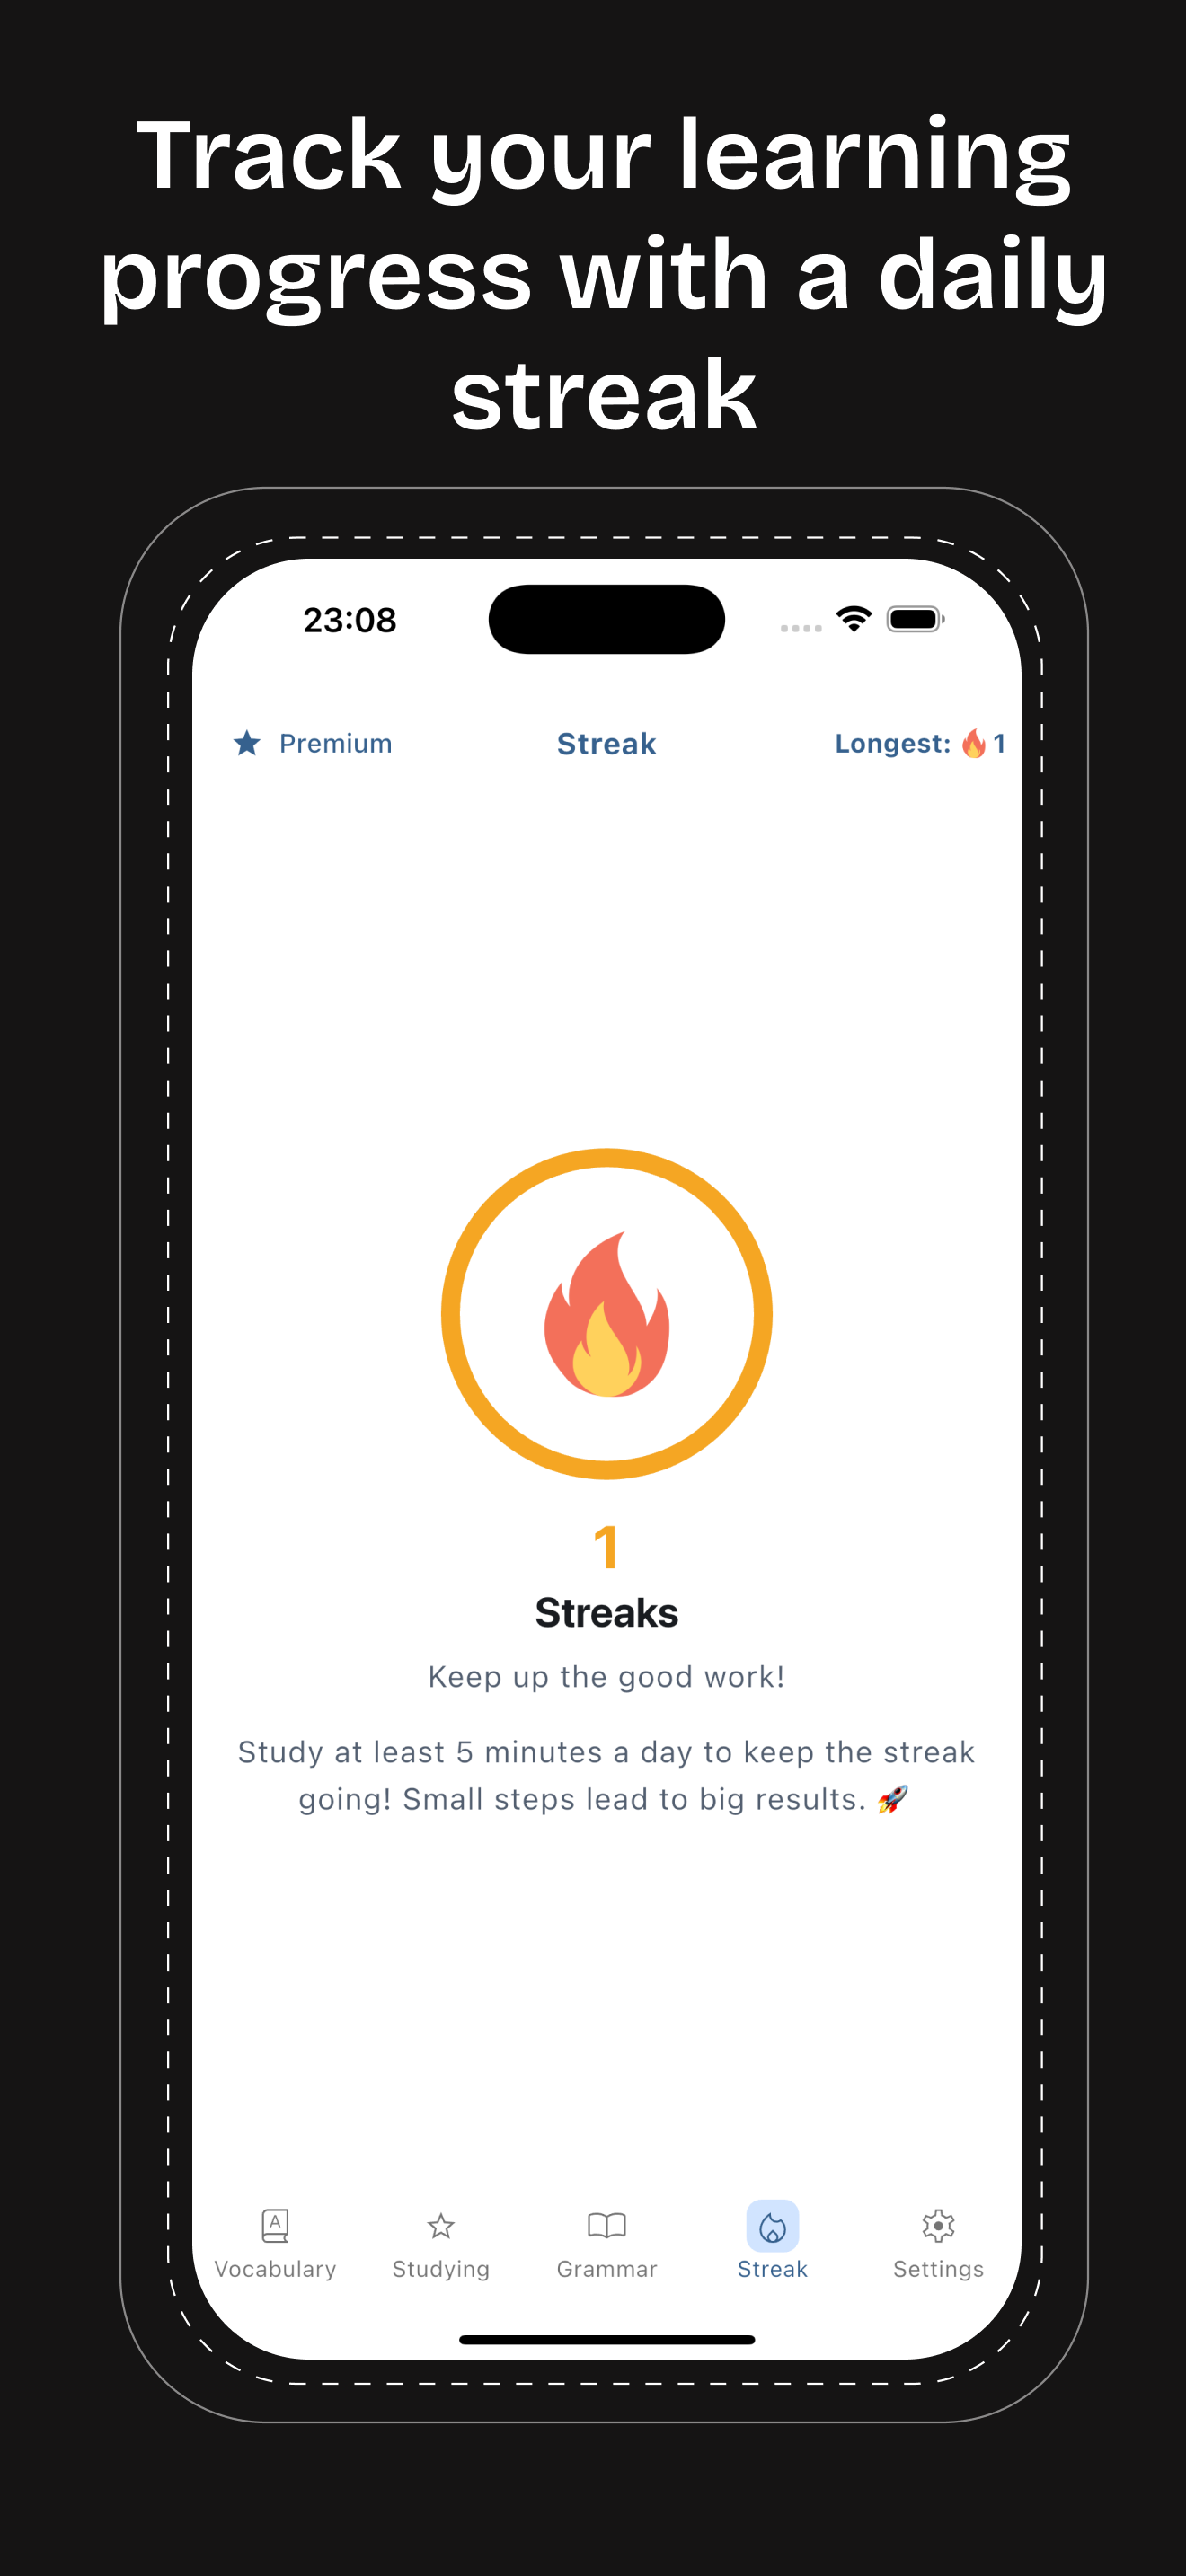 Track your learning
progress with a daily
streak
23:08
Premium
Streak
Longest: 🔥 1
1
Streaks
Keep up the good work!
Study at least 5 minutes a day to keep the streak
going! Small steps lead to big results. 🚀
Vocabulary
Studying
Grammar
Streak
Settings